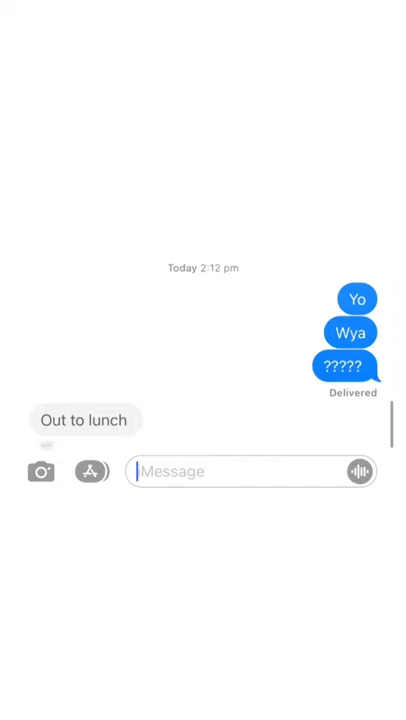 Today 2:12 pm
Yo
Wya
?????
Delivered
Out to lunch
Message